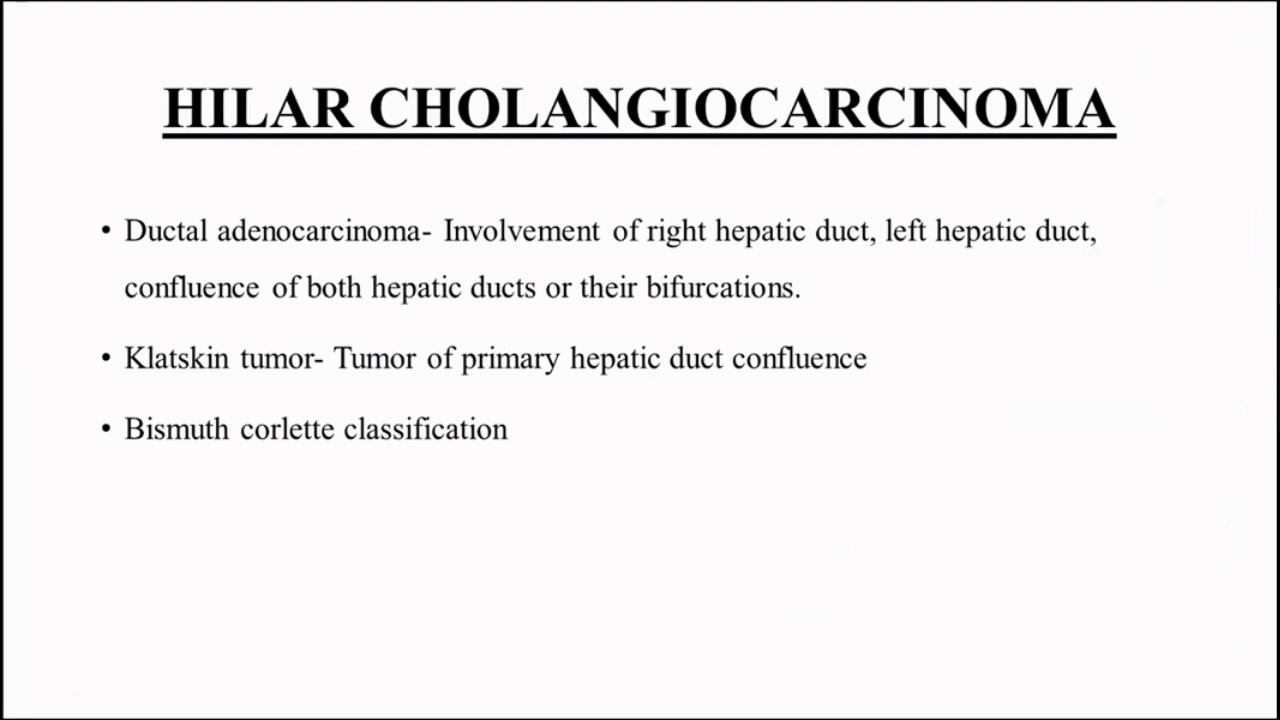 HILAR CHOLANGIOCARCINOMA
• Ductal adenocarcinoma- Involvement of right hepatic duct, left hepatic duct,
confluence of both hepatic ducts or their bifurcations.
• Klatskin tumor- Tumor of primary hepatic duct confluence
• Bismuth corlette classification